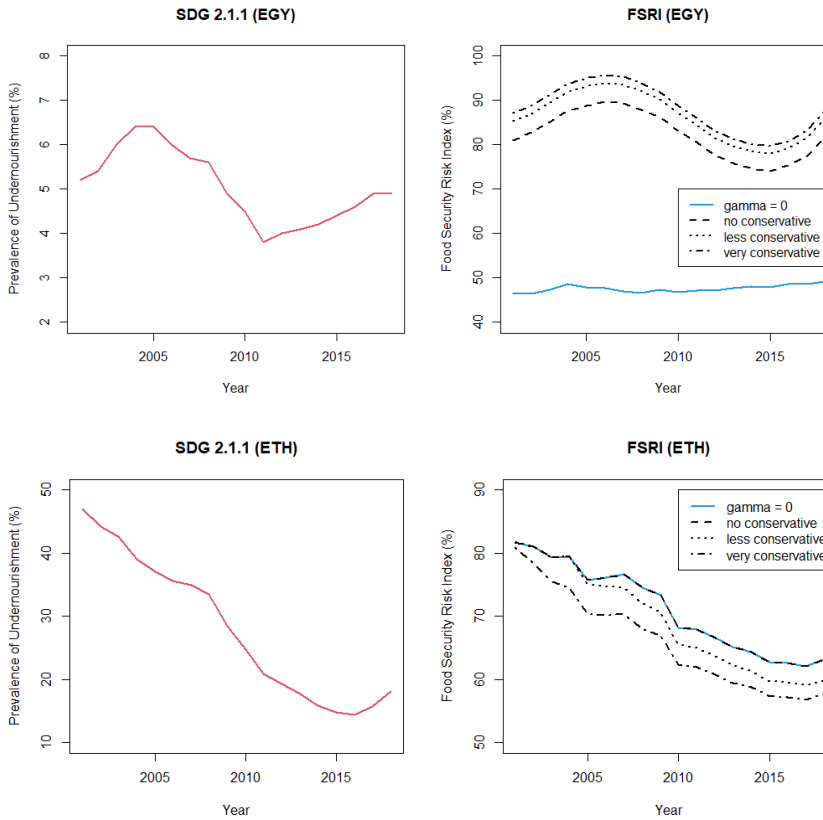 SDG 2.1.1 (EGY)
Prevalence of Undernourishment (%)
8
7
6
5
4
3
2
2005
2010
2015
Year
FSRI (EGY)
Food Security Risk Index (%)
100
90
80
70
60
50
40
gamma = 0
no conservative
less conservative
very conservative
2005
2010
2015
Year
SDG 2.1.1 (ETH)
Prevalence of Undernourishment (%)
50
40
30
20
10
2005
2010
2015
Year
FSRI (ETH)
Food Security Risk Index (%)
90
80
70
60
50
gamma = 0
no conservative
less conservative
very conservative
2005
2010
2015
Year